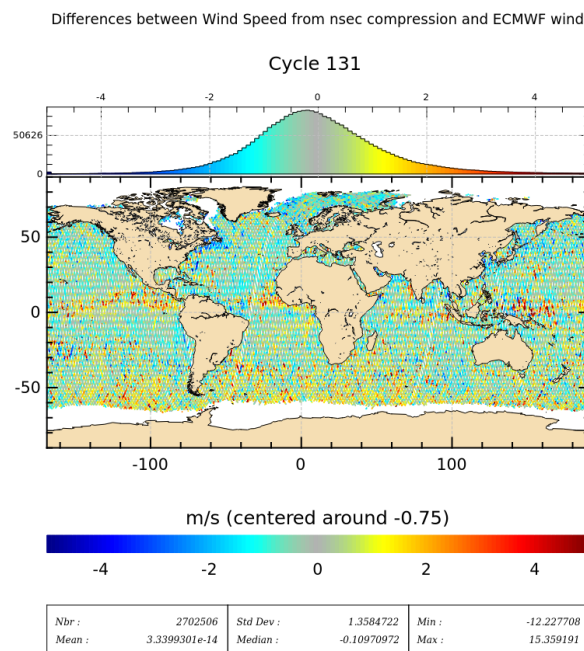 Differences between Wind Speed from nsec compression and ECMWF wind
Cycle 131
-4 -2 0 2 4
50626
0
50
0
-50
-100 0 100
m/s (centered around -0.75)
-4 -2 0 2 4
Nbr : 2702506 Std Dev : 1.3584722 Min : -12.227708
Mean : 3.3399301e-14 Median : -0.10970972 Max : 15.359191